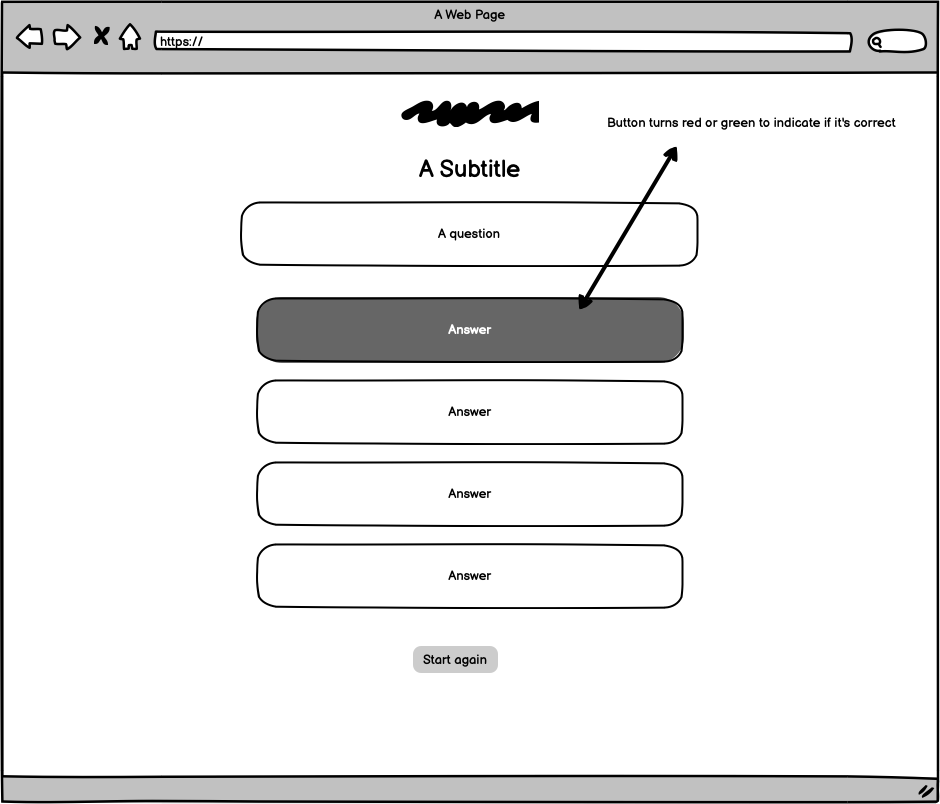 A Web Page
https://
Button turns red or green to indicate if it's correct
A Subtitle
A question
Answer
Answer
Answer
Answer
Start again